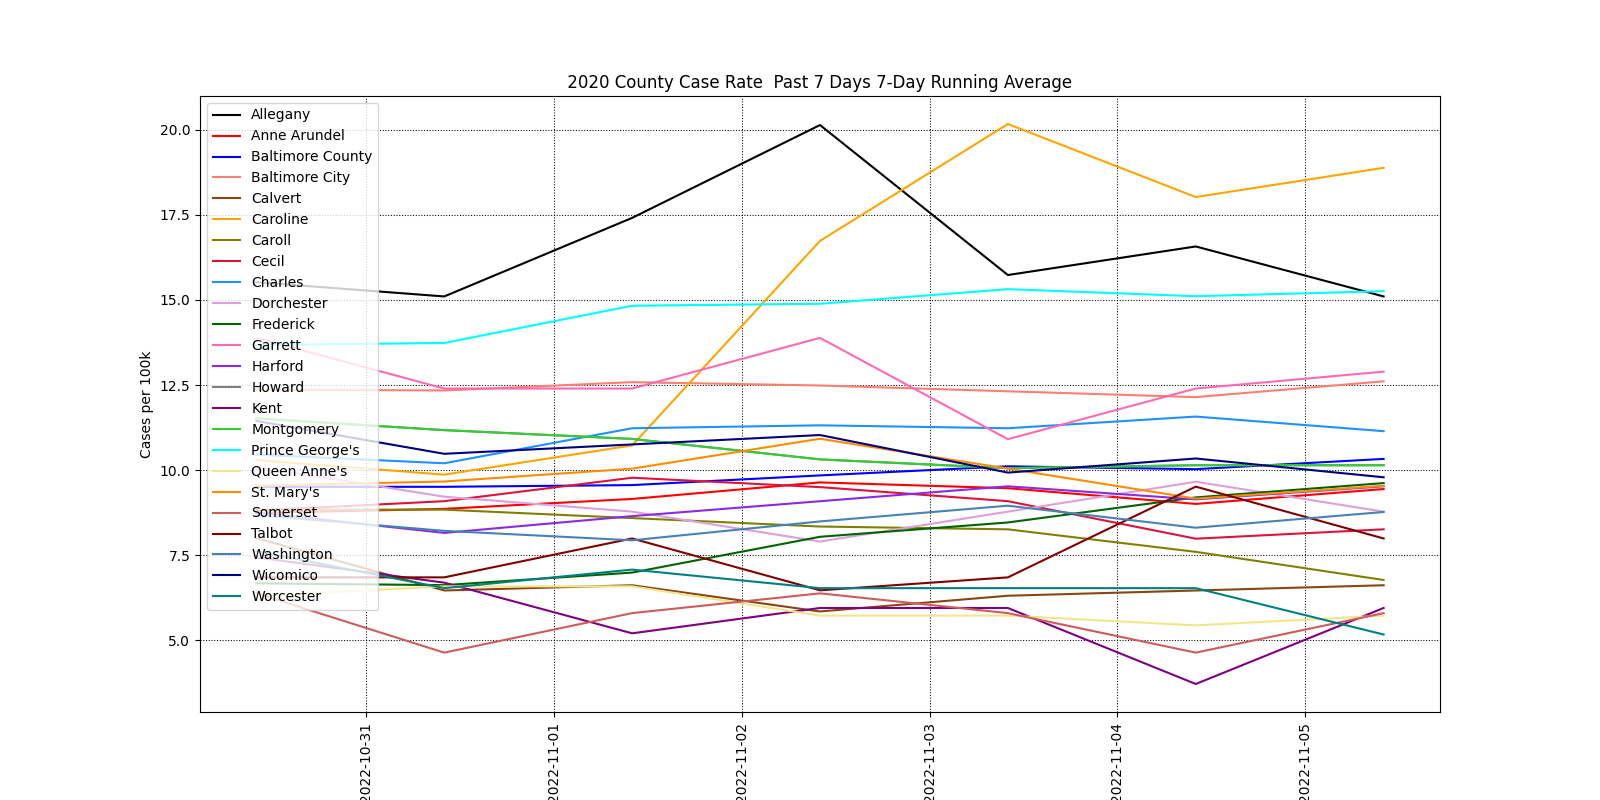 2020 County Case Rate  Past 7 Days 7-Day Running Average
Cases per 100k
20.0
17.5
15.0
12.5
10.0
7.5
5.0
Allegany
Anne Arundel
Baltimore County
Baltimore City
Calvert
Caroline
Caroll
Cecil
Charles
Dorchester
Frederick
Garrett
Harford
Howard
Kent
Montgomery
Prince George's
Queen Anne's
St. Mary's
Somerset
Talbot
Washington
Wicomico
Worcester
2022-10-31
2022-11-01
2022-11-02
2022-11-03
2022-11-04
2022-11-05